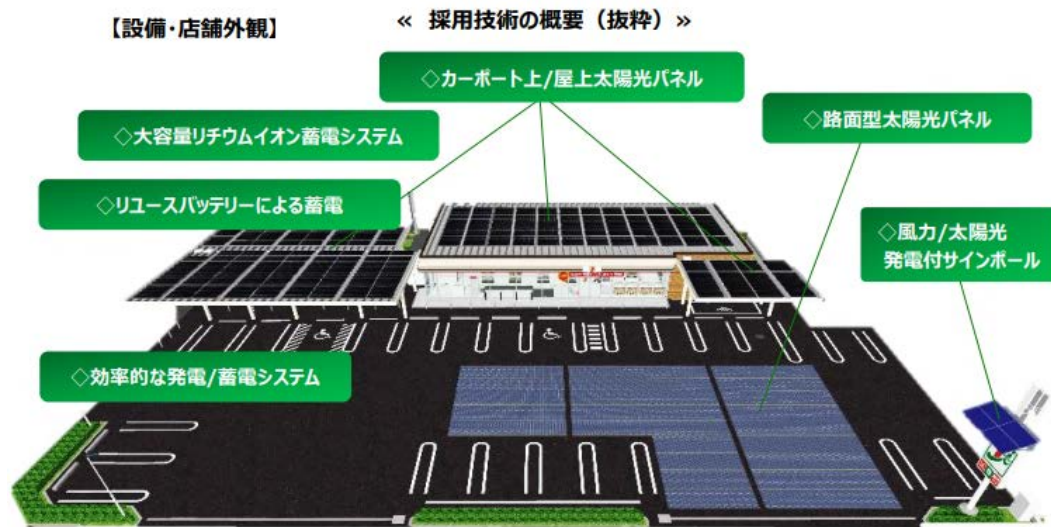 【設備・店舗外観】
≪ 採用技術の概要（抜粋）≫
◇カーポート上/屋上太陽光パネル
◇大容量リチウムイオン蓄電システム
◇路面型太陽光パネル
◇リユースバッテリーによる蓄電
◇風力/太陽光
発電付サインポール
◇効率的な発電/蓄電システム